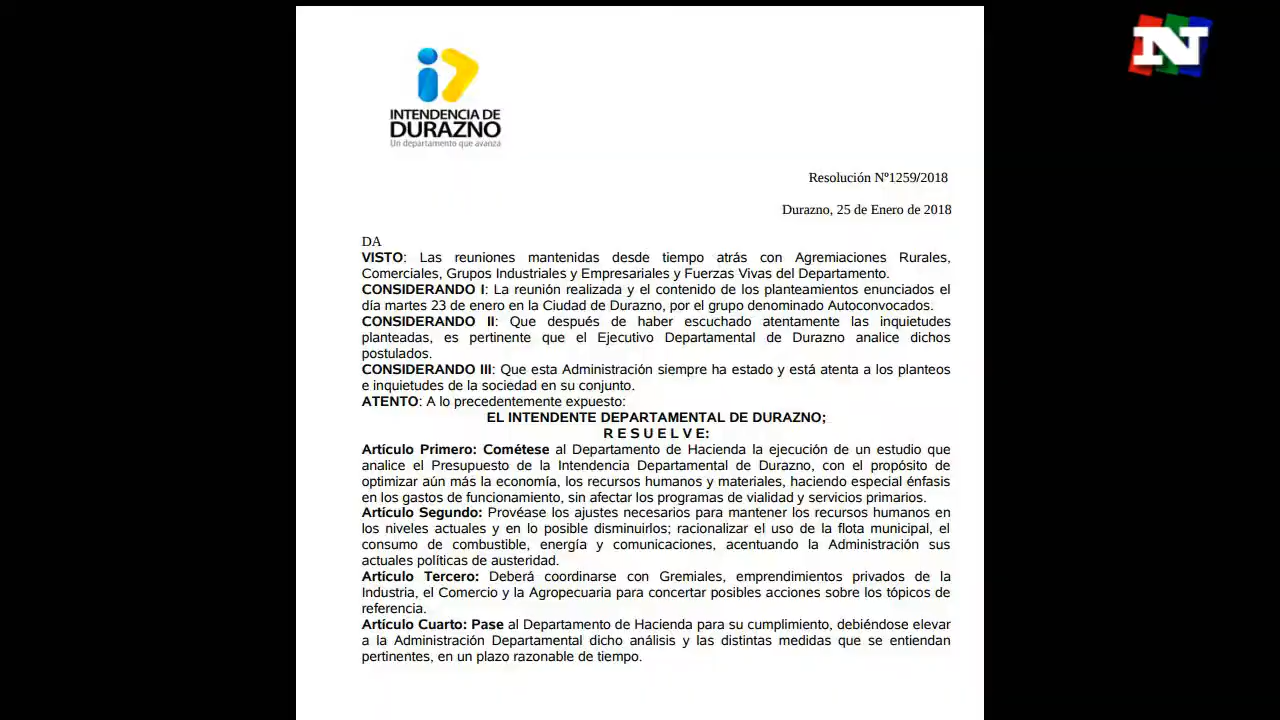 N
INTENDENCIA DE
DURAZNO
Un departamento que avanza
Resolución Nº1259/2018
Durazno, 25 de Enero de 2018
DA
VISTO: Las reuniones mantenidas desde tiempo atrás con Agremiaciones Rurales,
Comerciales, Grupos Industriales y Empresariales y Fuerzas Vivas del Departamento.
CONSIDERANDO I: La reunión realizada y el contenido de los planteamientos enunciados el
día martes 23 de enero en la Ciudad de Durazno, por el grupo denominado Autoconvocados.
CONSIDERANDO II: Que después de haber escuchado atentamente las inquietudes
planteadas, es pertinente que el Ejecutivo Departamental de Durazno analice dichos
postulados.
CONSIDERANDO III: Que esta Administración siempre ha estado y está atenta a los planteos
e inquietudes de la sociedad en su conjunto.
ATENTO: A lo precedentemente expuesto:
EL INTENDENTE DEPARTAMENTAL DE DURAZNO;
R E S U E L V E:
Artículo Primero: Cométese al Departamento de Hacienda la ejecución de un estudio que
analice el Presupuesto de la Intendencia Departamental de Durazno, con el propósito de
optimizar aún más la economía, los recursos humanos y materiales, haciendo especial énfasis
en los gastos de funcionamiento, sin afectar los programas de vialidad y servicios primarios.
Artículo Segundo: Provéase los ajustes necesarios para mantener los recursos humanos en
los niveles actuales y en lo posible disminuirlos; racionalizar el uso de la flota municipal, el
consumo de combustible, energía y comunicaciones, acentuando la Administración sus
actuales políticas de austeridad.
Artículo Tercero: Deberá coordinarse con Gremiales, emprendimientos privados de la
Industria, el Comercio y la Agropecuaria para concertar posibles acciones sobre los tópicos de
referencia.
Artículo Cuarto: Pase al Departamento de Hacienda para su cumplimiento, debiéndose elevar
a la Administración Departamental dicho análisis y las distintas medidas que se entiendan
pertinentes, en un plazo razonable de tiempo.